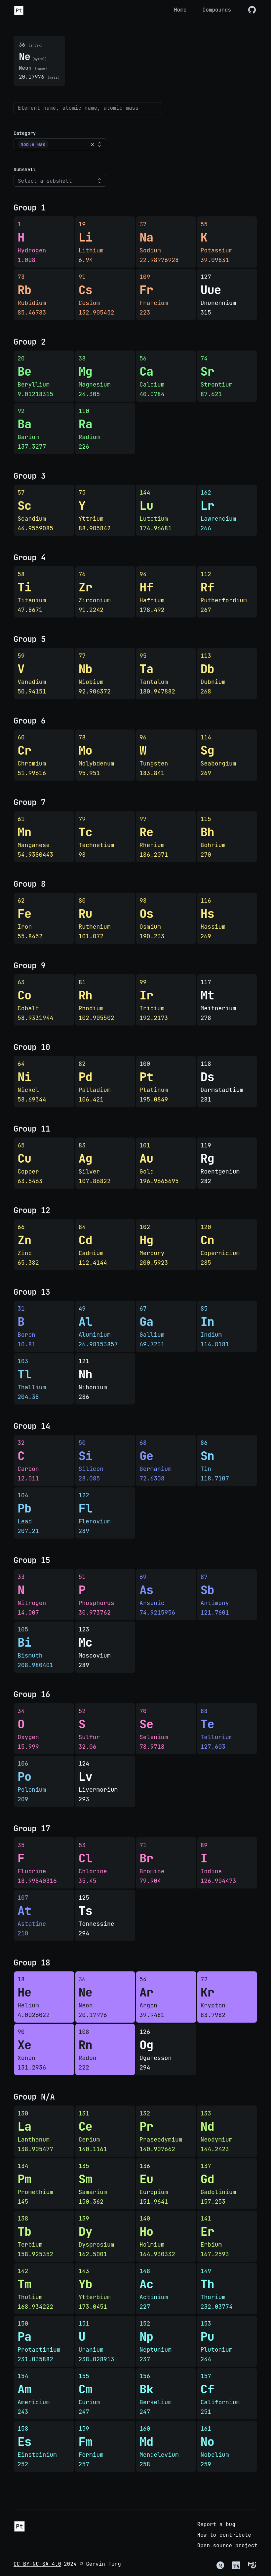 Pt
Home
Compounds
36 (index)
Ne (symbol)
Neon (name)
20.17976 (mass)
Element name, atomic number, atomic mass
Category
Noble Gas
Subshell
Select a subshell
Group 1
1
H
Hydrogen
1.008
19
Li
Lithium
6.94
37
Na
Sodium
22.98976928
55
K
Potassium
39.09831
73
Rb
Rubidium
85.46783
91
Cs
Cesium
132.905452
109
Fr
Francium
223
127
Uue
Ununennium
315
Group 2
20
Be
Beryllium
9.01218315
38
Mg
Magnesium
24.305
56
Ca
Calcium
40.0784
74
Sr
Strontium
87.621
92
Ba
Barium
137.3277
110
Ra
Radium
226
Group 3
57
Sc
Scandium
44.9559085
75
Y
Yttrium
88.905842
144
Lu
Lutetium
174.96681
162
Lr
Lawrencium
266
Group 4
58
Ti
Titanium
47.8671
76
Zr
Zirconium
91.2242
94
Hf
Hafnium
178.492
112
Rf
Rutherfordium
267
Group 5
59
V
Vanadium
50.94151
77
Nb
Niobium
92.906372
95
Ta
Tantalum
180.947882
113
Db
Dubnium
268
Group 6
60
Cr
Chromium
51.99616
78
Mo
Molybdenum
95.951
96
W
Tungsten
183.841
114
Sg
Seaborgium
269
Group 7
61
Mn
Manganese
54.9380443
79
Tc
Technetium
98
97
Re
Rhenium
186.2071
115
Bh
Bohrium
270
Group 8
62
Fe
Iron
55.8452
80
Ru
Ruthenium
101.072
98
Os
Osmium
190.233
116
Hs
Hassium
269
Group 9
63
Co
Cobalt
58.9331944
81
Rh
Rhodium
102.905502
99
Ir
Iridium
192.2173
117
Mt
Meitnerium
278
Group 10
64
Ni
Nickel
58.69344
82
Pd
Palladium
106.421
100
Pt
Platinum
195.0849
118
Ds
Darmstadtium
281
Group 11
65
Cu
Copper
63.5463
83
Ag
Silver
107.86822
101
Au
Gold
196.9665695
119
Rg
Roentgenium
282
Group 12
66
Zn
Zinc
65.382
84
Cd
Cadmium
112.4144
102
Hg
Mercury
200.5923
120
Cn
Copernicium
285
Group 13
31
B
Boron
10.81
49
Al
Aluminium
26.98153857
67
Ga
Gallium
69.7231
85
In
Indium
114.8181
103
Tl
Thallium
204.38
121
Nh
Nihonium
286
Group 14
32
C
Carbon
12.011
50
Si
Silicon
28.085
68
Ge
Germanium
72.6308
86
Sn
Tin
118.7107
104
Pb
Lead
207.21
122
Fl
Flerovium
289
Group 15
33
N
Nitrogen
14.007
51
P
Phosphorus
30.973762
69
As
Arsenic
74.9215956
87
Sb
Antimony
121.7601
105
Bi
Bismuth
208.980401
123
Mc
Moscovium
289
Group 16
34
O
Oxygen
15.999
52
S
Sulfur
32.06
70
Se
Selenium
78.9718
88
Te
Tellurium
127.603
106
Po
Polonium
209
124
Lv
Livermorium
293
Group 17
35
F
Fluorine
18.99840316
53
Cl
Chlorine
35.45
71
Br
Bromine
79.904
89
I
Iodine
126.904473
107
At
Astatine
210
125
Ts
Tennessine
294
Group 18
18
He
Helium
4.0026022
36
Ne
Neon
20.17976
54
Ar
Argon
39.9481
72
Kr
Krypton
83.7982
90
Xe
Xenon
131.2936
108
Rn
Radon
222
126
Og
Oganesson
294
Group N/A
130
La
Lanthanum
138.905477
131
Ce
Cerium
140.1161
132
Pr
Praseodymium
140.907662
133
Nd
Neodymium
144.2423
134
Pm
Promethium
145
135
Sm
Samarium
150.362
136
Eu
Europium
151.9641
137
Gd
Gadolinium
157.253
138
Tb
Terbium
158.925352
139
Dy
Dysprosium
162.5001
140
Ho
Holmium
164.930332
141
Er
Erbium
167.2593
142
Tm
Thulium
168.934222
143
Yb
Ytterbium
173.0451
148
Ac
Actinium
227
149
Th
Thorium
232.03774
150
Pa
Protactinium
231.035882
151
U
Uranium
238.028913
152
Np
Neptunium
237
153
Pu
Plutonium
244
154
Am
Americium
243
155
Cm
Curium
247
156
Bk
Berkelium
247
157
Cf
Californium
251
158
Es
Einsteinium
252
159
Fm
Fermium
257
160
Md
Mendelevium
258
161
No
Nobelium
259
Pt
Report a bug
How to contribute
Open source project
CC BY-NC-SA 4.0 2024 © Gervin Fung